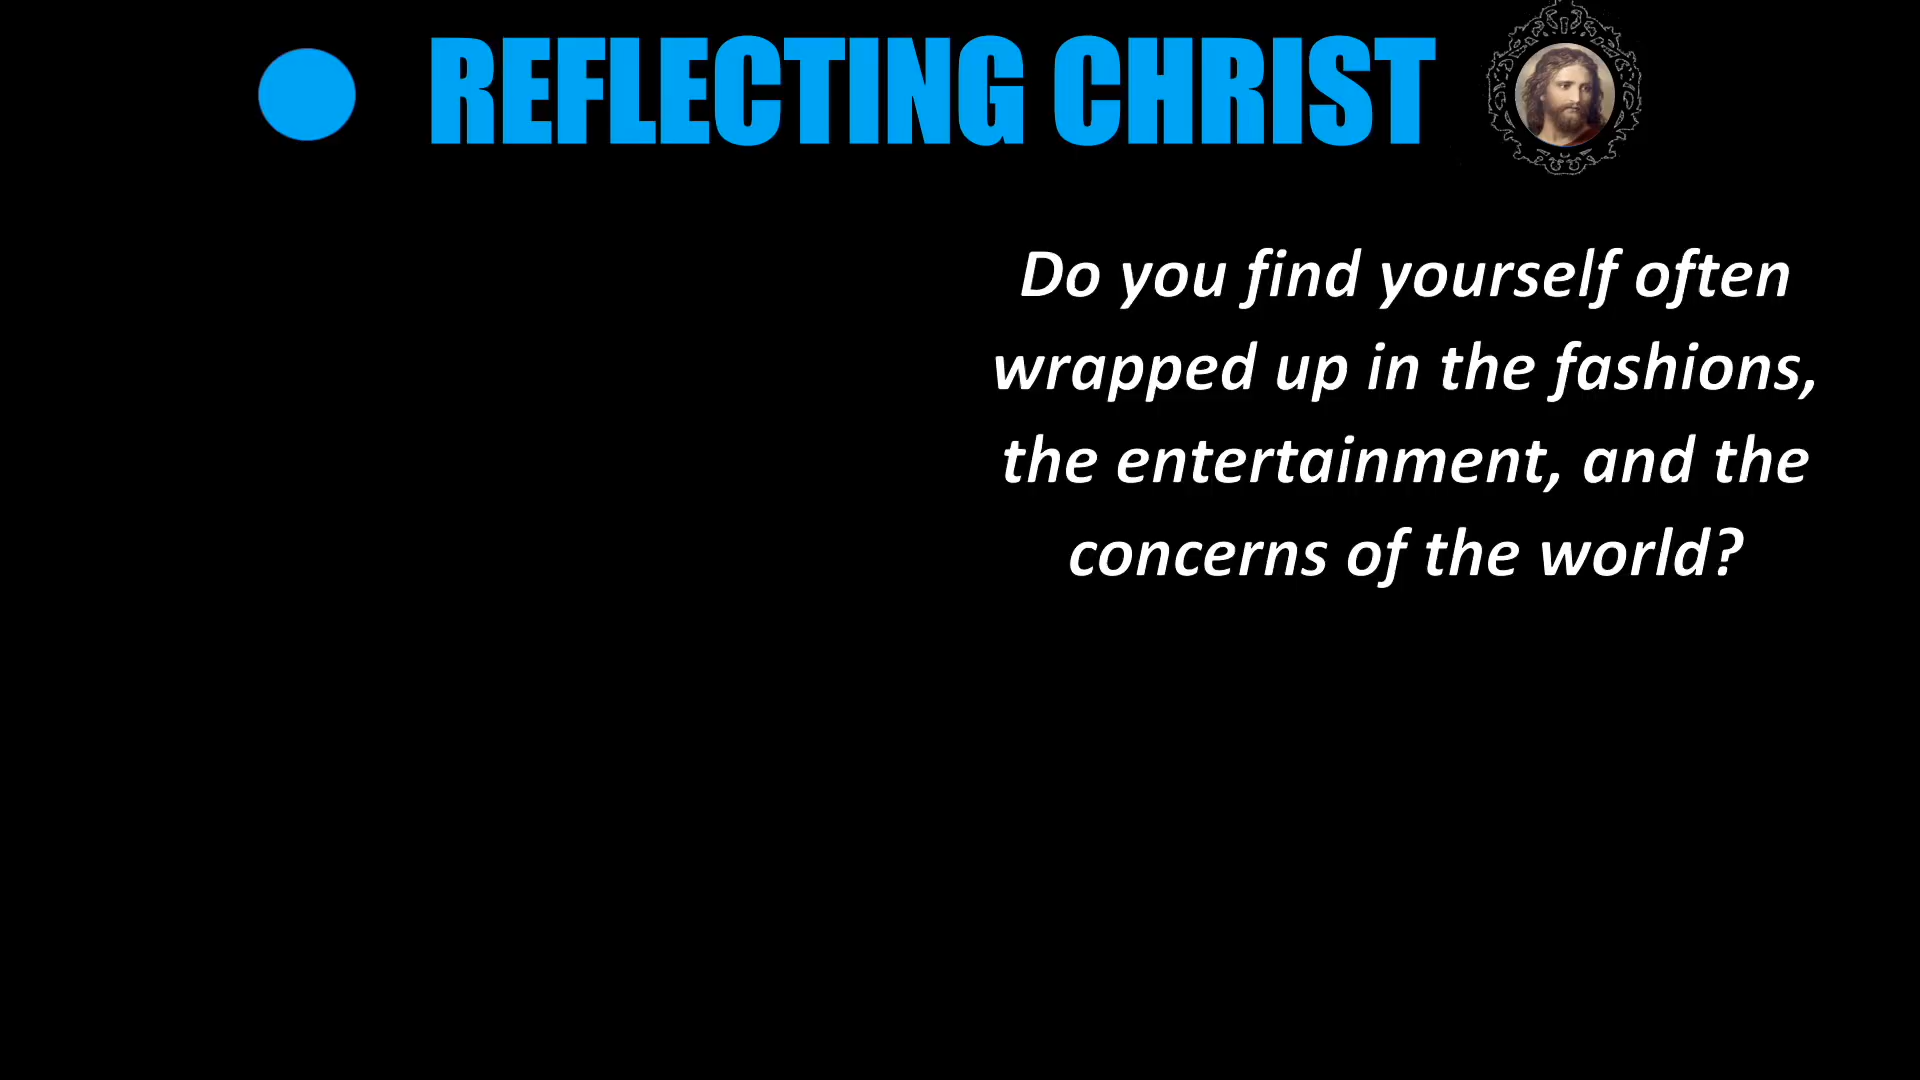 REFLECTING CHRIST
Do you find yourself often
wrapped up in the fashions,
the entertainment, and the
concerns of the world?